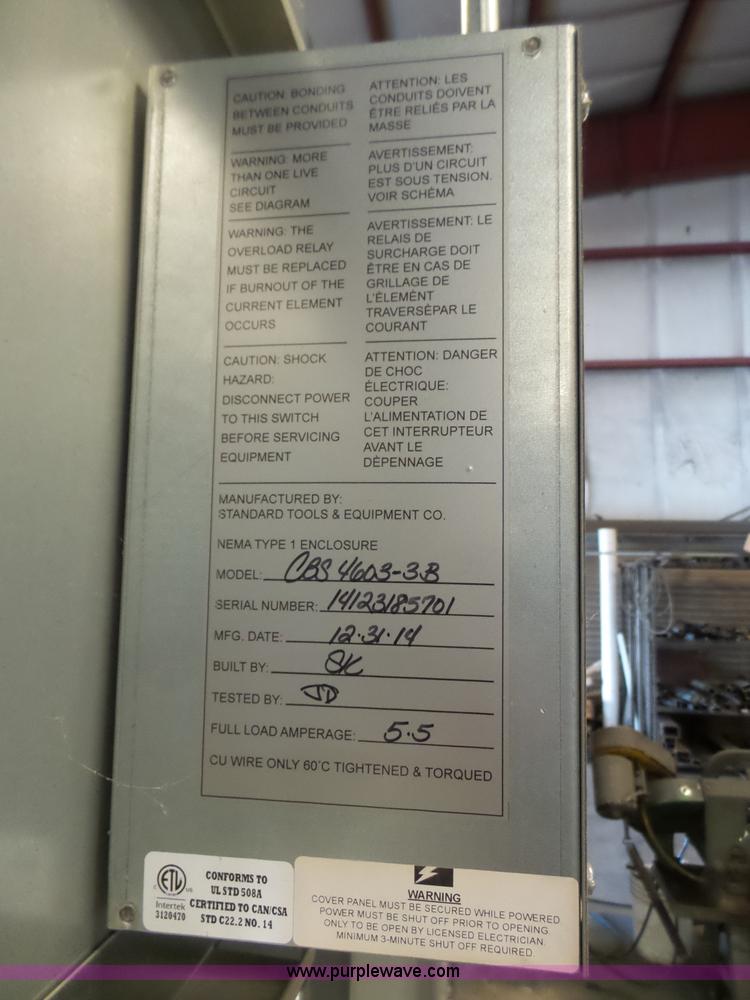 CAUTION: BONDING
BETWEEN CONDUITS
MUST BE PROVIDED
ATTENTION: LES
CONDUITS DOIVENT
ÊTRE RELIÉS PAR LA
MASSE
WARNING: MORE
THAN ONE LIVE
CIRCUIT
SEE DIAGRAM
AVERTISSEMENT:
PLUS D'UN CIRCUIT
EST SOUS TENSION.
VOIR SCHÉMA
WARNING: THE
OVERLOAD RELAY
MUST BE REPLACED
IF BURNOUT OF THE
CURRENT ELEMENT
OCCURS
AVERTISSEMENT: LE
RELAIS DE
SURCHARGE DOIT
ÊTRE EN CAS DE
GRILLAGE DE
L'ÉLÉMENT
TRAVERSÉPAR LE
COURANT
CAUTION: SHOCK
HAZARD:
DISCONNECT POWER
TO THIS SWITCH
BEFORE SERVICING
EQUIPMENT
ATTENTION: DANGER
DE CHOC
ÉLECTRIQUE:
COUPER
L'ALIMENTATION DE
CET INTERRUPTEUR
AVANT LE
DÉPENNAGE
MANUFACTURED BY:
STANDARD TOOLS & EQUIPMENT CO.
NEMA TYPE 1 ENCLOSURE
MODEL: CBS 4603-3B
SERIAL NUMBER: 14123185701
MFG. DATE: 12.31.14
BUILT BY: 
TESTED BY: JD
FULL LOAD AMPERAGE: 5.5
CU WIRE ONLY 60°C TIGHTENED & TORQUED
ETL
C US
Intertek
3120470
CONFORMS TO
UL STD 508A
CERTIFIED TO CAN/CSA
STD C22.2 NO. 14
WARNING
COVER PANEL MUST BE SECURED WHILE POWERED
POWER MUST BE SHUT OFF PRIOR TO OPENING.
ONLY TO BE OPEN BY LICENSED ELECTRICIAN.
MINIMUM 3-MINUTE SHUT OFF REQUIRED.
www.purplewave.com